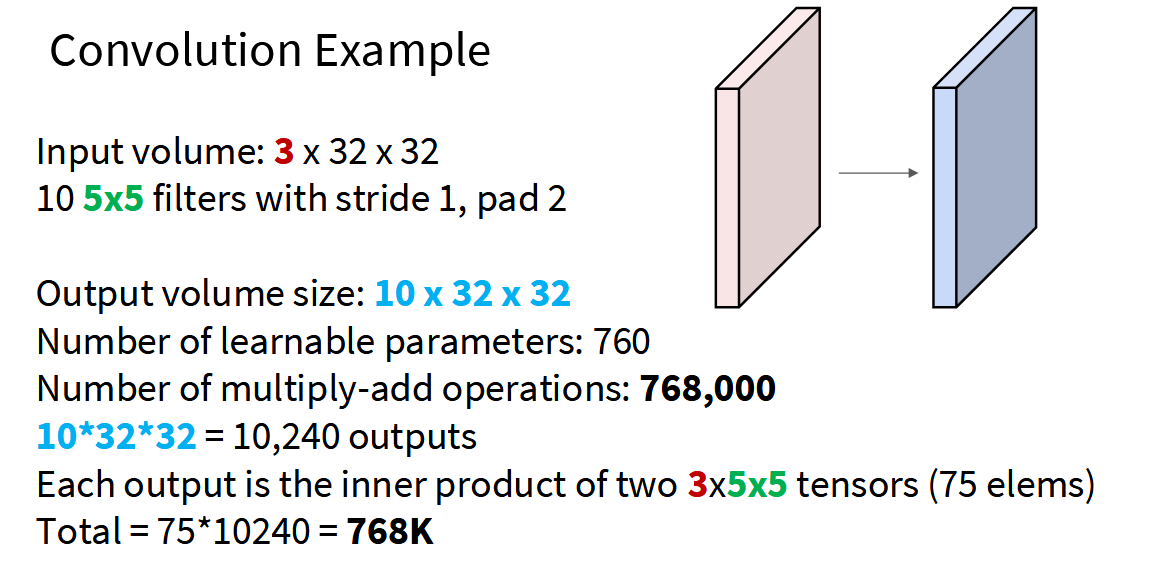 Convolution Example
Input volume: 3 x 32 x 32
10 5x5 filters with stride 1, pad 2
Output volume size: 10 x 32 x 32
Number of learnable parameters: 760
Number of multiply-add operations: 768,000
10*32*32 = 10,240 outputs
Each output is the inner product of two 3x5x5 tensors (75 elems)
Total = 75*10240 = 768K